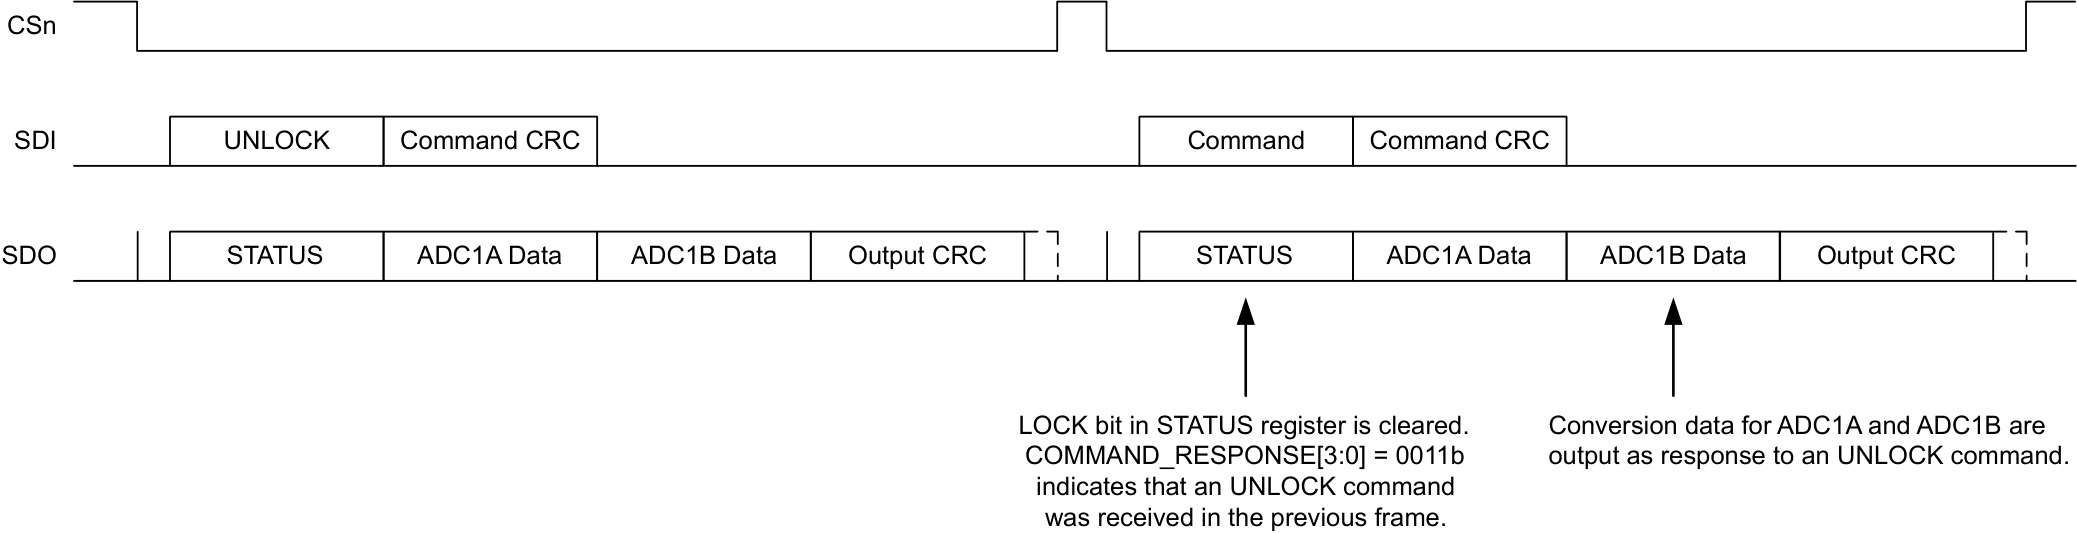 CSn
SDI UNLOCK Command CRC Command Command CRC
SDO STATUS ADC1A Data ADC1B Data Output CRC STATUS ADC1A Data ADC1B Data Output CRC
LOCK bit in STATUS register is cleared.
COMMAND_RESPONSE[3:0] = 0011b
indicates that an UNLOCK command
was received in the previous frame.
Conversion data for ADC1A and ADC1B are
output as response to an UNLOCK command.